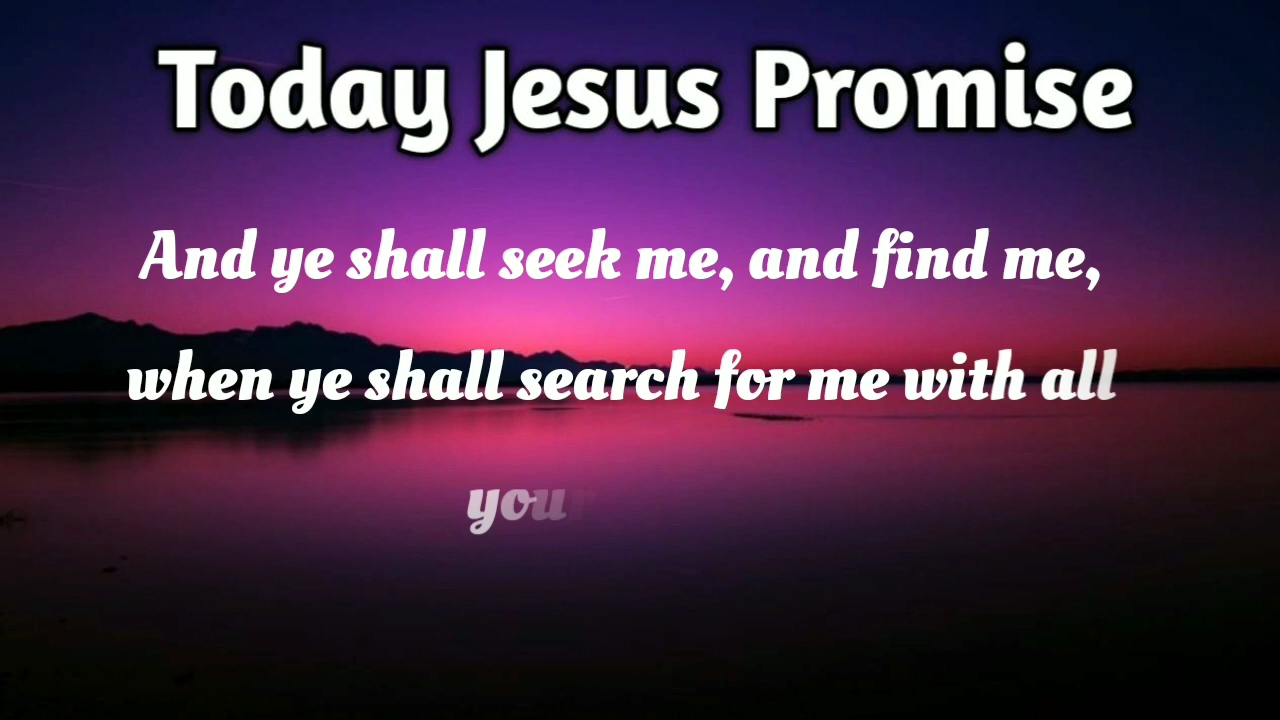 Today Jesus Promise
And ye shall seek me, and find me,
when ye shall search for me with all
your